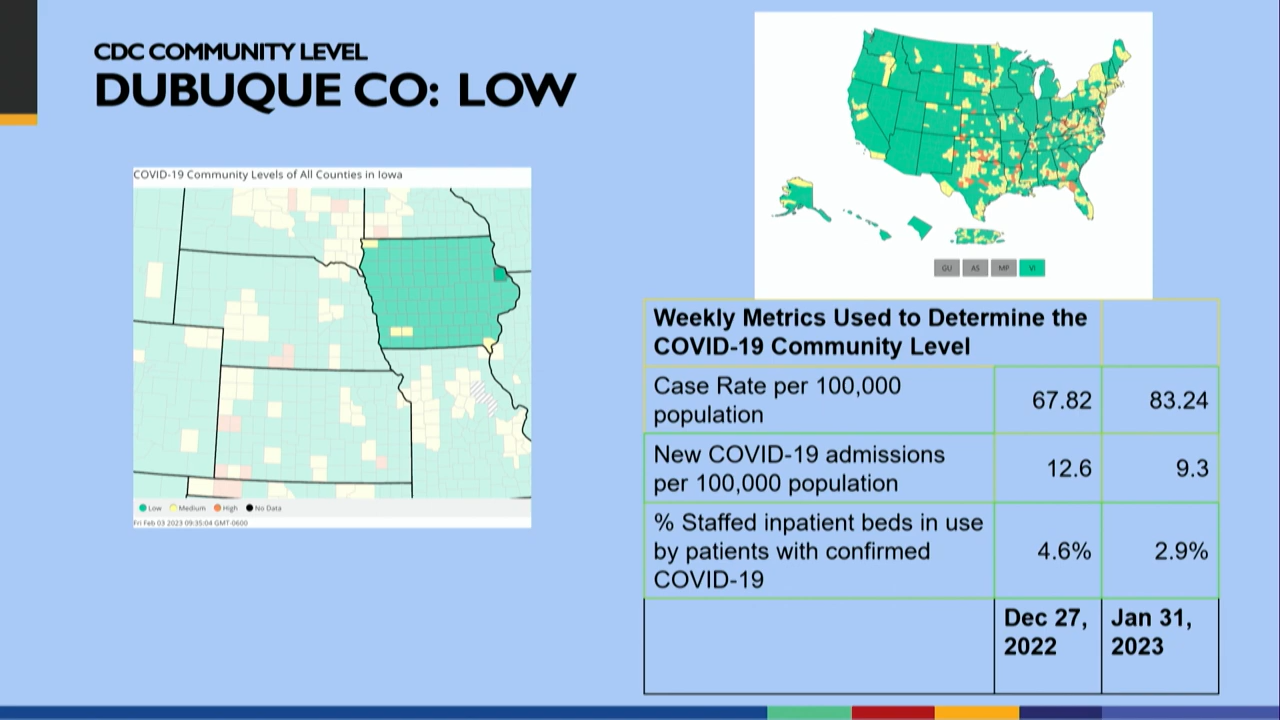 CDC COMMUNITY LEVEL
DUBUQUE CO: LOW
COVID-19 Community Levels of All Counties in Iowa
Low Medium High No Data
Fri Feb 03 2023 09:35:04 GMT-0600
GU AS MP VI
Weekly Metrics Used to Determine the
COVID-19 Community Level
Case Rate per 100,000
population
67.82 83.24
New COVID-19 admissions
per 100,000 population
12.6 9.3
% Staffed inpatient beds in use
by patients with confirmed
COVID-19
4.6% 2.9%
Dec 27,
2022
Jan 31,
2023